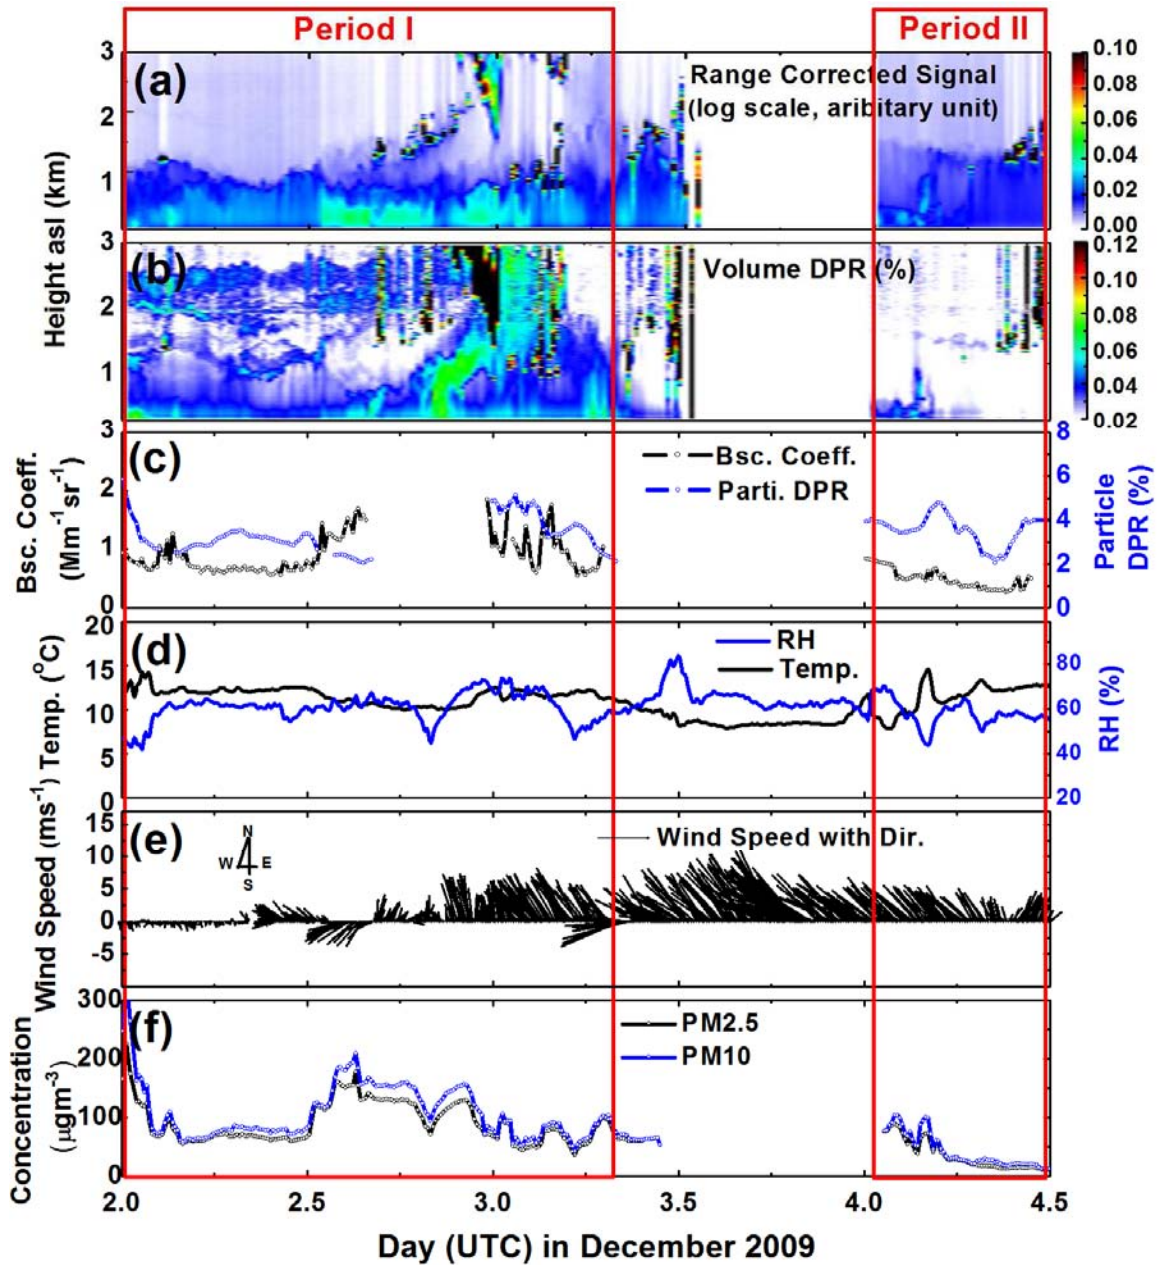 Period I
Period II
(a)
Range Corrected Signal
(log scale, aribitary unit)
3
2
1
0.10
0.08
0.06
0.04
0.02
0.00
Height asl (km)
(b)
Volume DPR (%)
3
2
1
0.12
0.10
0.08
0.06
0.04
0.02
(c)
Bsc. Coeff.
Parti. DPR
Bsc. Coeff.
(Mm⁻¹ sr⁻¹)
3
2
1
0
8
6
4
2
0
Particle
DPR (%)
(d)
RH
Temp.
Temp. (°C)
20
15
10
5
0
80
60
40
20
RH (%)
(e)
N
W E
S
Wind Speed with Dir.
Wind Speed (ms⁻¹)
15
10
5
0
-5
(f)
PM2.5
PM10
Concentration
(μgm⁻³)
300
200
100
0
2.0 2.5 3.0 3.5 4.0 4.5
Day (UTC) in December 2009